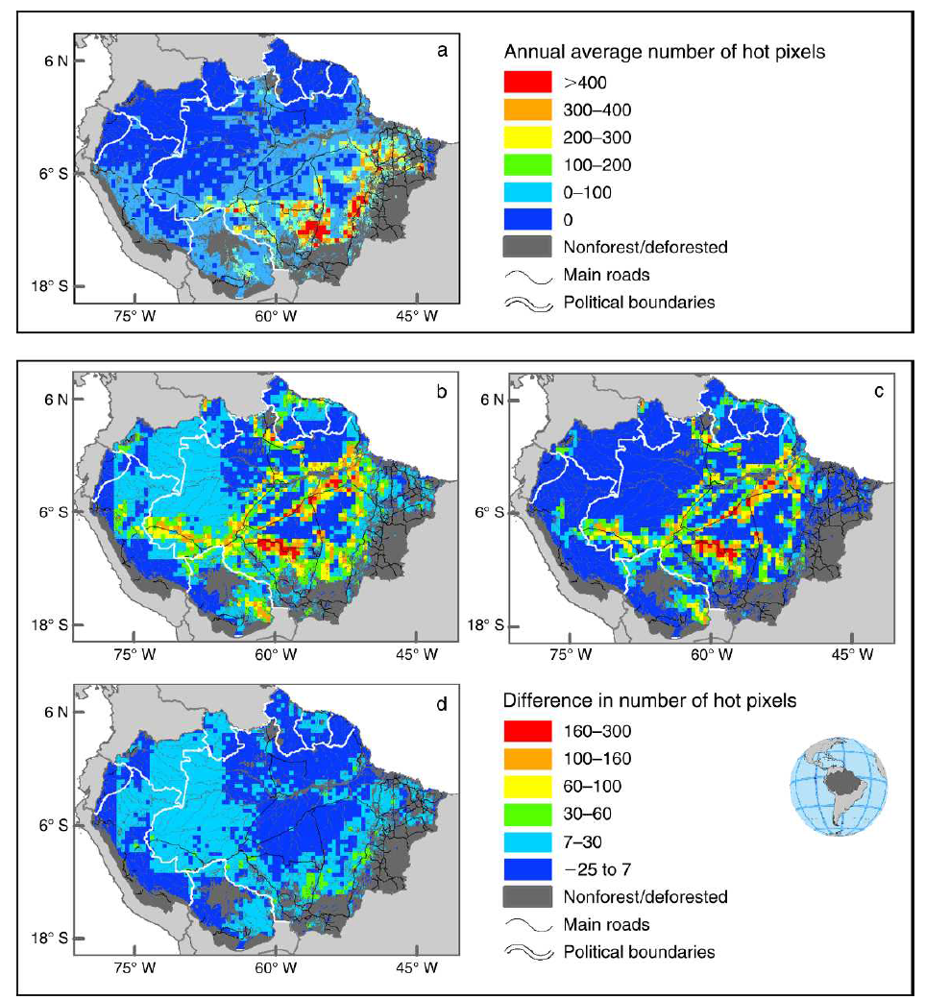 a
6 N
6° S
18° S
75° W
60° W
45° W
Annual average number of hot pixels
>400
300–400
200–300
100–200
0–100
0
Nonforest/deforested
Main roads
Political boundaries
b
6° S
18° S
75° W
60° W
45° W
6 N
c
6 N
6° S
18° S
75° W
60° W
45° W
d
6 N
6° S
18° S
75° W
60° W
45° W
Difference in number of hot pixels
160–300
100–160
60–100
30–60
7–30
−25 to 7
Nonforest/deforested
Main roads
Political boundaries